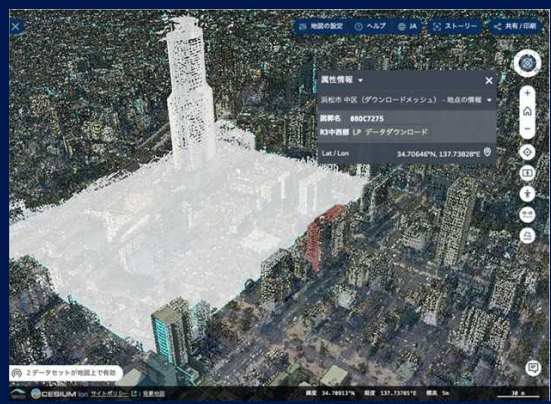 地図の設定 ヘルプ JA ストーリー 共有/印刷
属性情報
浜松市 中区(ダウンロードメッシュ) - 地点の情報
図郭名 08OC7275
R3中西部 LP データダウンロード
Lat / Lon 34.70646°N, 137.73828°E
2 データセットが地図上で有効
CESIUM ion サイトポリシー 背景地図
緯度 34.70913°N 経度 137.73785°E 標高 5m
30 m